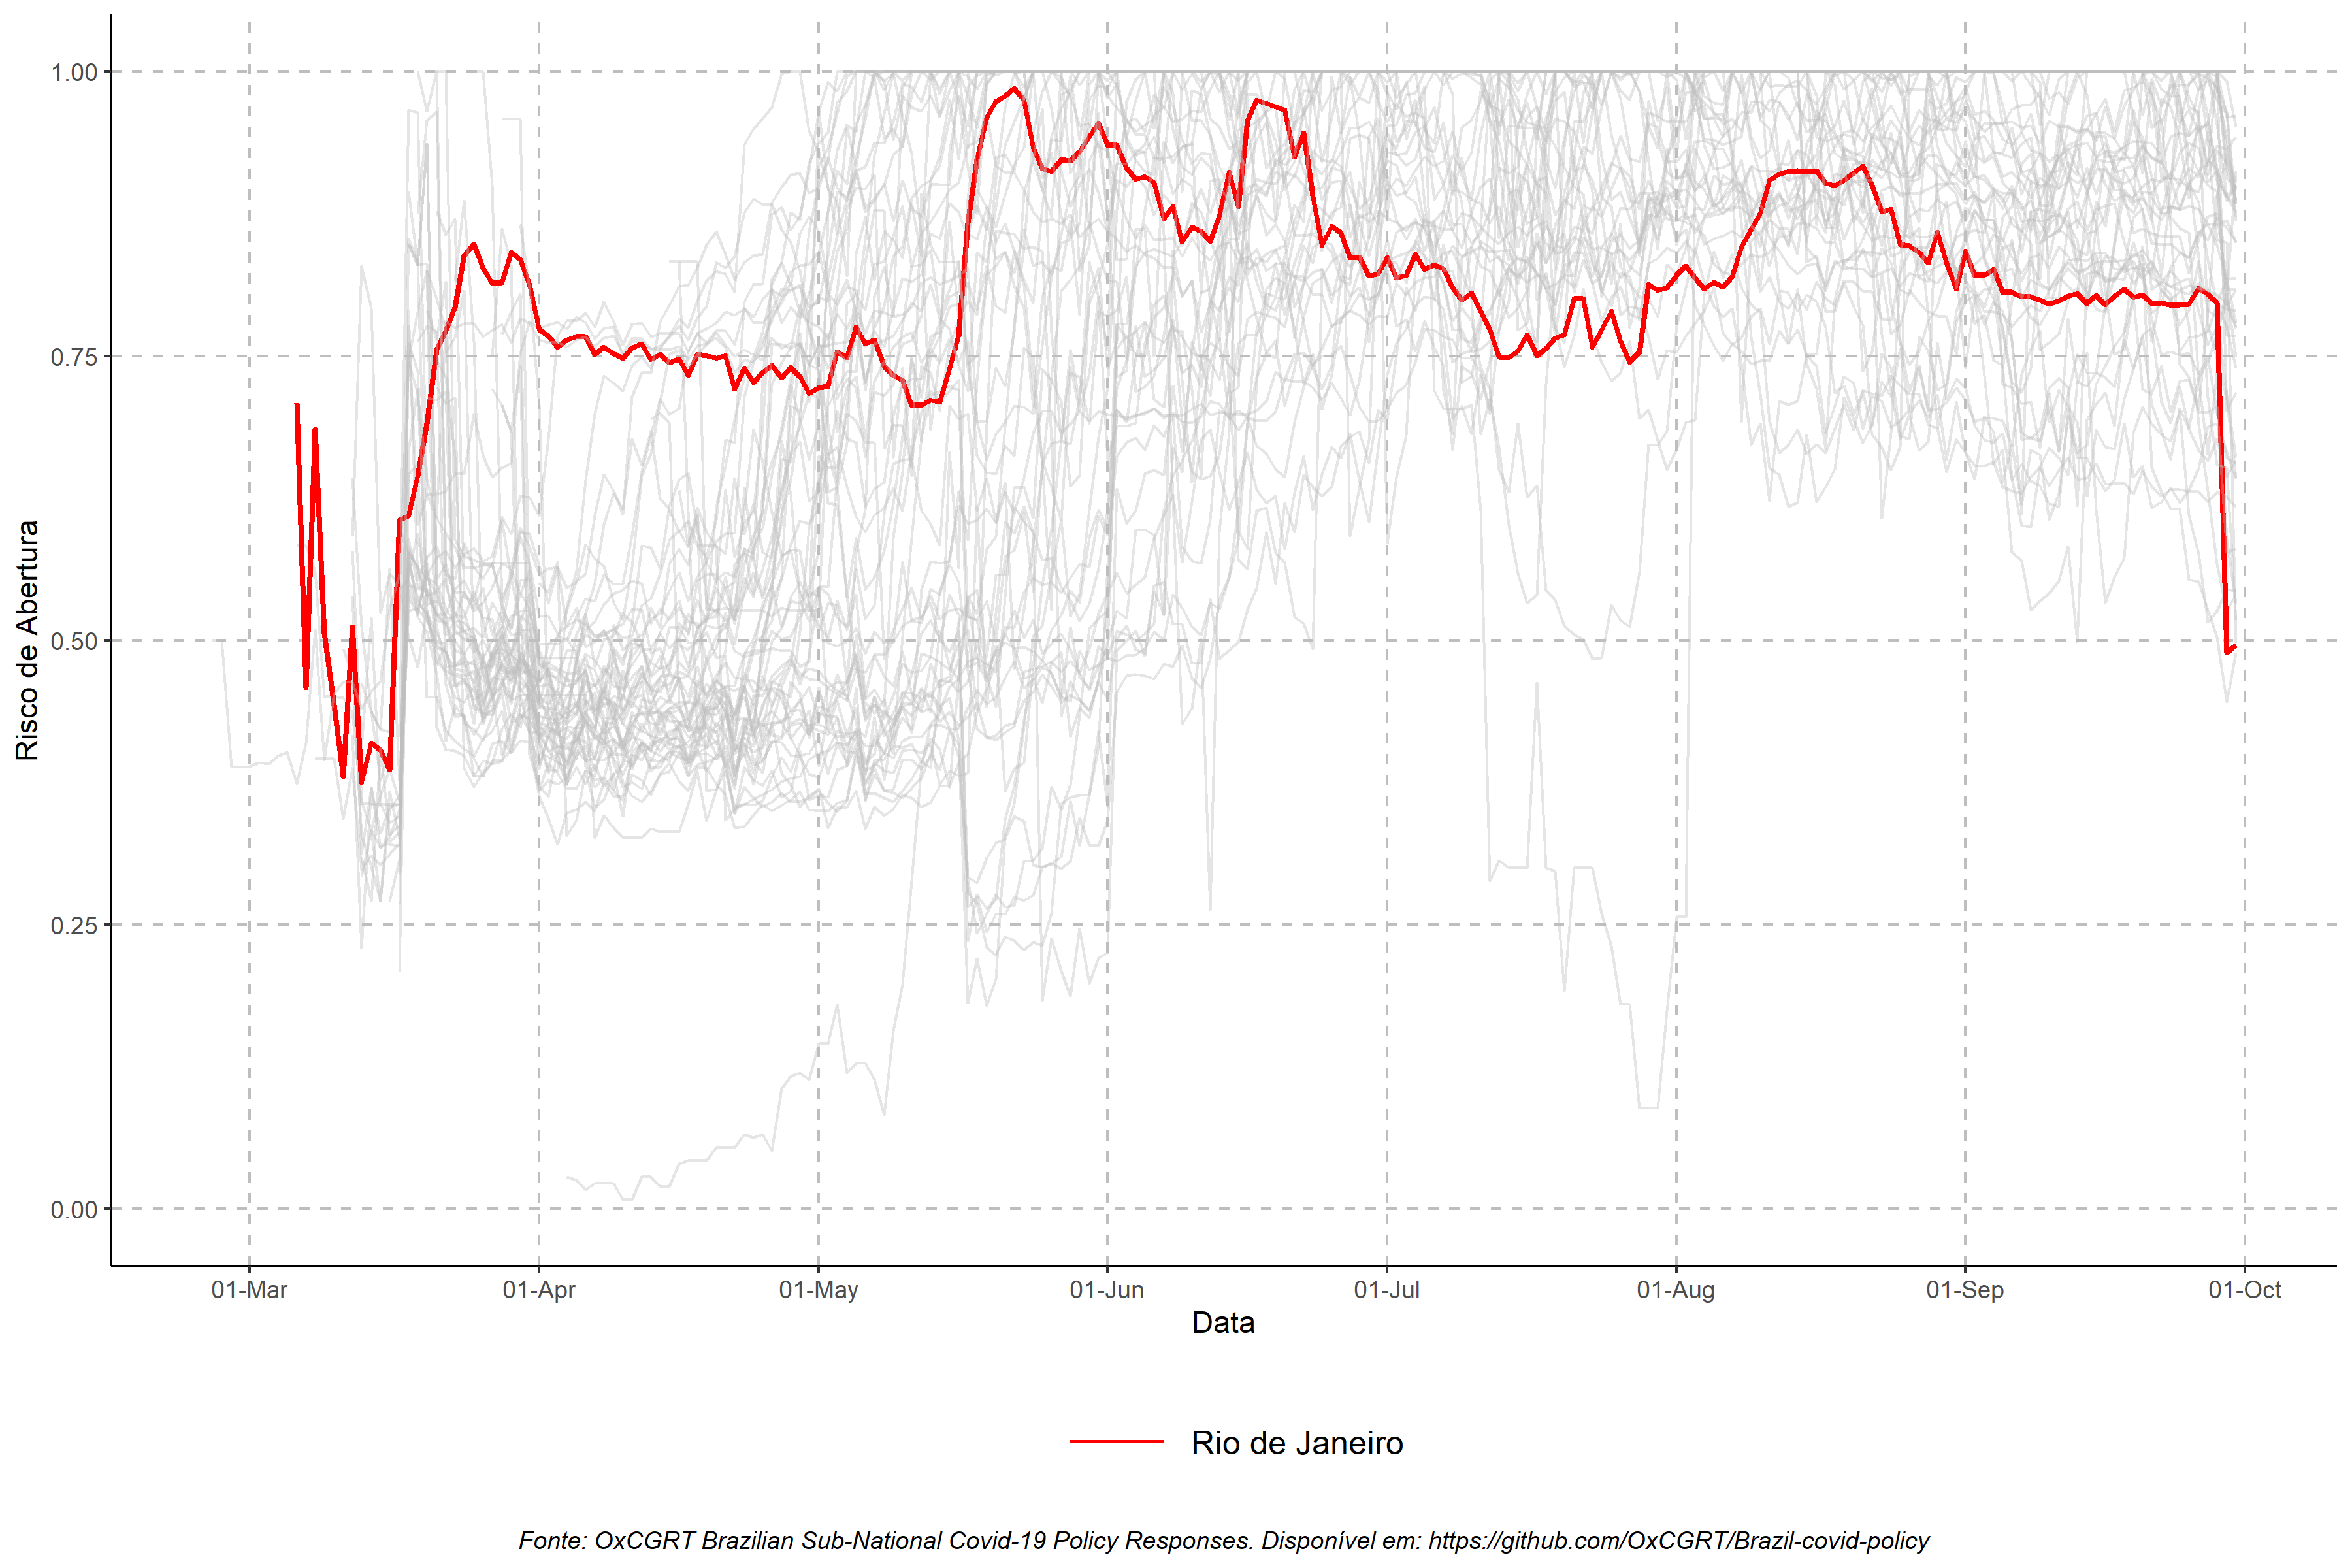 1.00
0.75
0.50
0.25
0.00
Risco de Abertura
01-Mar 01-Apr 01-May 01-Jun 01-Jul 01-Aug 01-Sep 01-Oct
Data
Rio de Janeiro
Fonte: OxCGRT Brazilian Sub-National Covid-19 Policy Responses. Disponível em: https://github.com/OxCGRT/Brazil-covid-policy